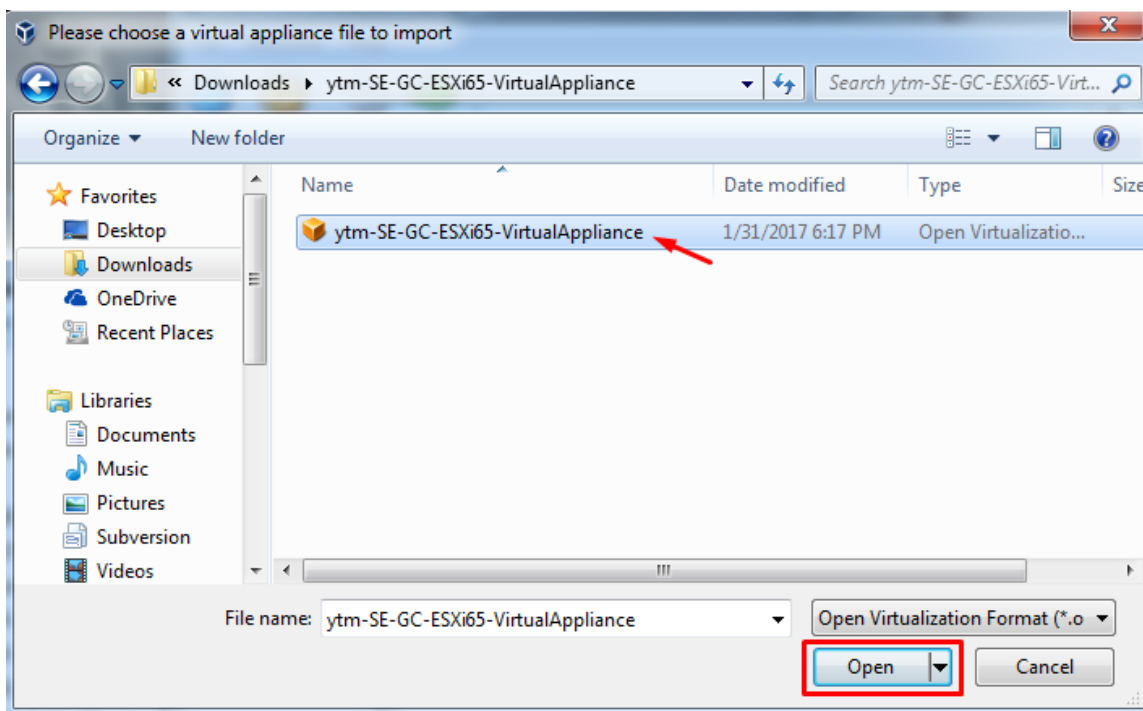 Please choose a virtual appliance file to import
« Downloads ytm-SE-GC-ESXi65-VirtualAppliance Search ytm-SE-GC-ESXi65-Virt...
Organize New folder
Name Date modified Type Size
ytm-SE-GC-ESXi65-VirtualAppliance 1/31/2017 6:17 PM Open Virtualizatio...
Favorites
Desktop
Downloads
OneDrive
Recent Places
Libraries
Documents
Music
Pictures
Subversion
Videos
File name: ytm-SE-GC-ESXi65-VirtualAppliance Open Virtualization Format (*.o
Open Cancel